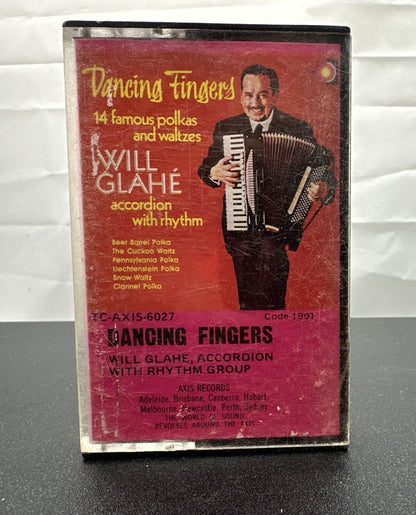 Dancing Fingers
14 famous polkas
and waltzes
WILL
GLAHÉ
accordion
with rhythm
Beer Barrel Polka
The Cuckoo Waltz
Pennsylvania Polka
Liechtenstein Polka
Snow Waltz
Clarinet Polka
TC-AXIS-6027 Code 1991
DANCING FINGERS
WILL GLAHE, ACCORDION
WITH RHYTHM GROUP
AXIS RECORDS
Adelaide, Brisbane, Canberra, Hobart,
Melbourne, Newcastle, Perth, Sydney
THE WORLD OF SOUND
REVOLVES AROUND THE AXIS